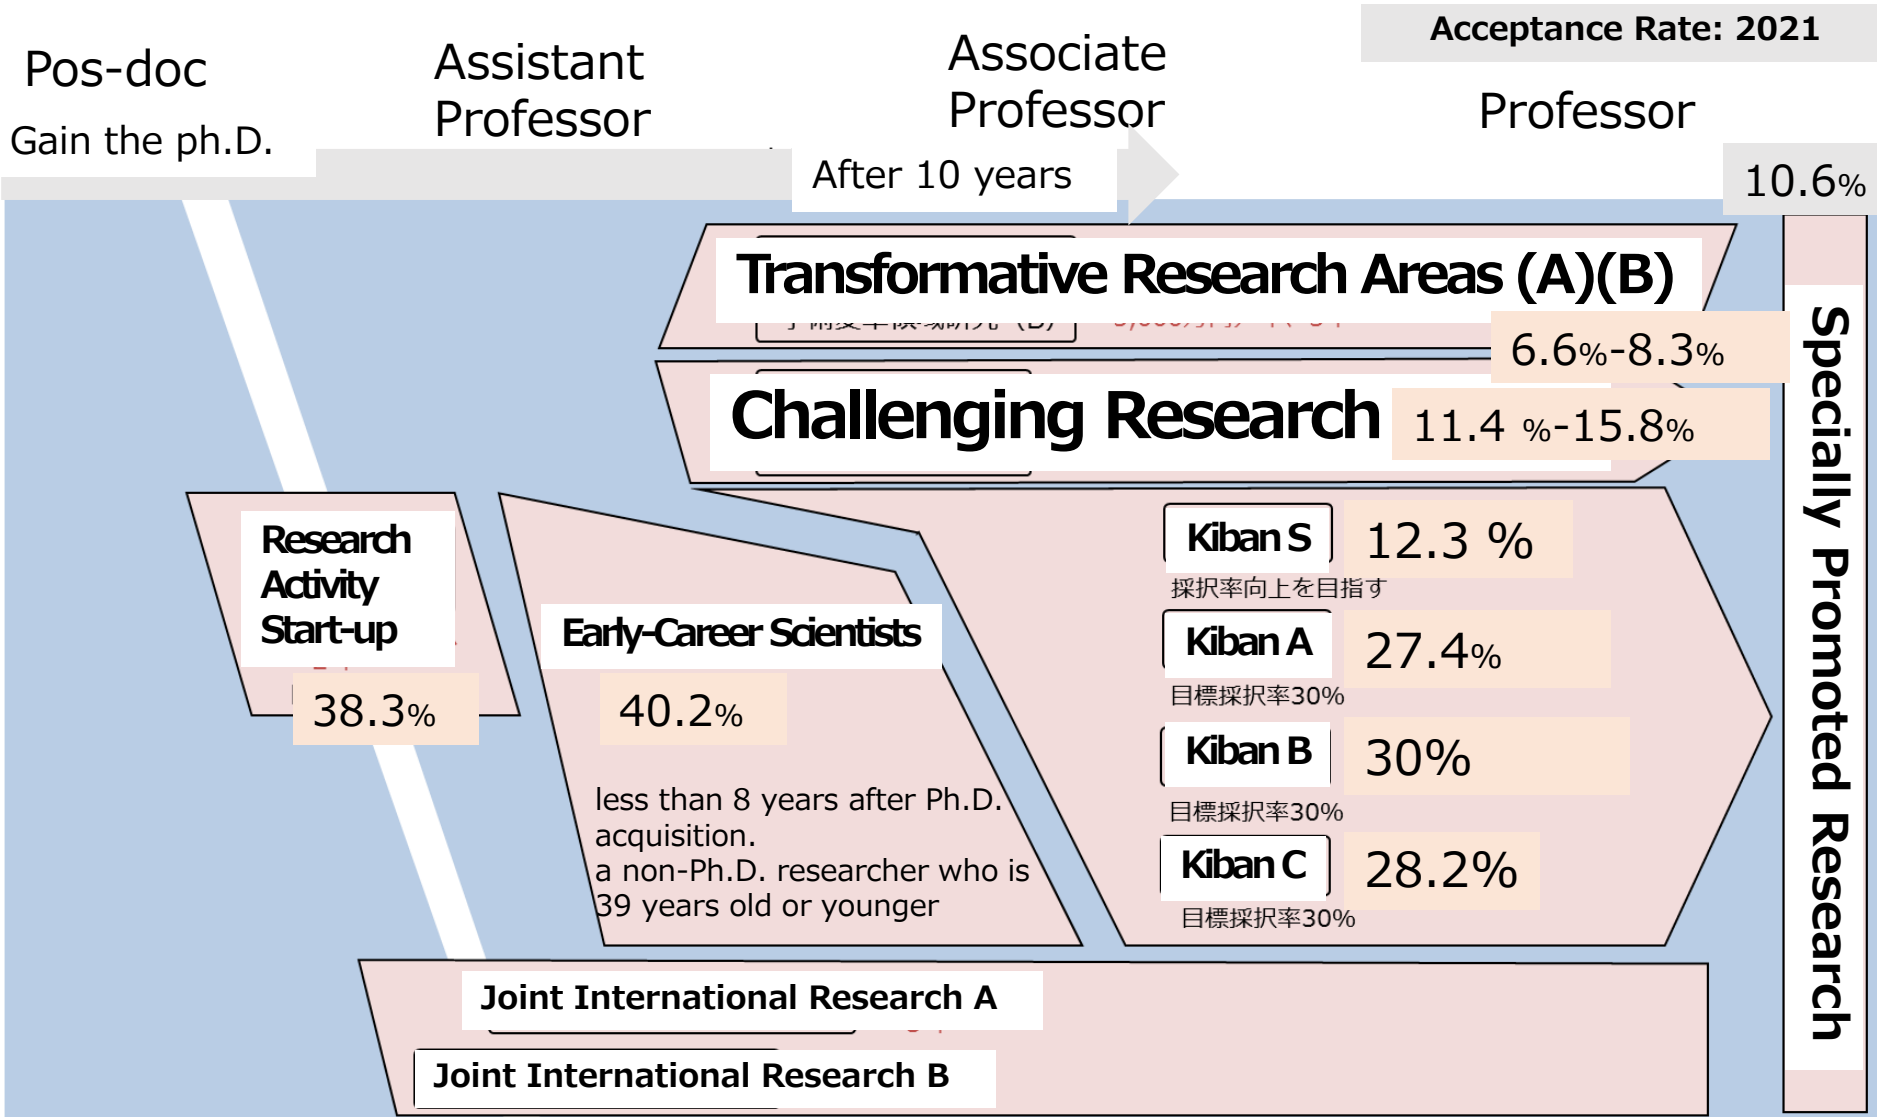 Acceptance Rate: 2021
Pos-doc
Assistant
Professor
Associate
Professor
Professor
Gain the ph.D.
After 10 years
10.6%
Transformative Research Areas (A)(B)
6.6%-8.3%
Challenging Research
11.4 %-15.8%
Specially Promoted Research
Research
Activity
Start-up
38.3%
Early-Career Scientists
40.2%
less than 8 years after Ph.D.
acquisition.
a non-Ph.D. researcher who is
39 years old or younger
Kiban S
12.3 %
採択率向上を目指す
Kiban A
27.4%
目標採択率30%
Kiban B
30%
目標採択率30%
Kiban C
28.2%
目標採択率30%
Joint International Research A
Joint International Research B